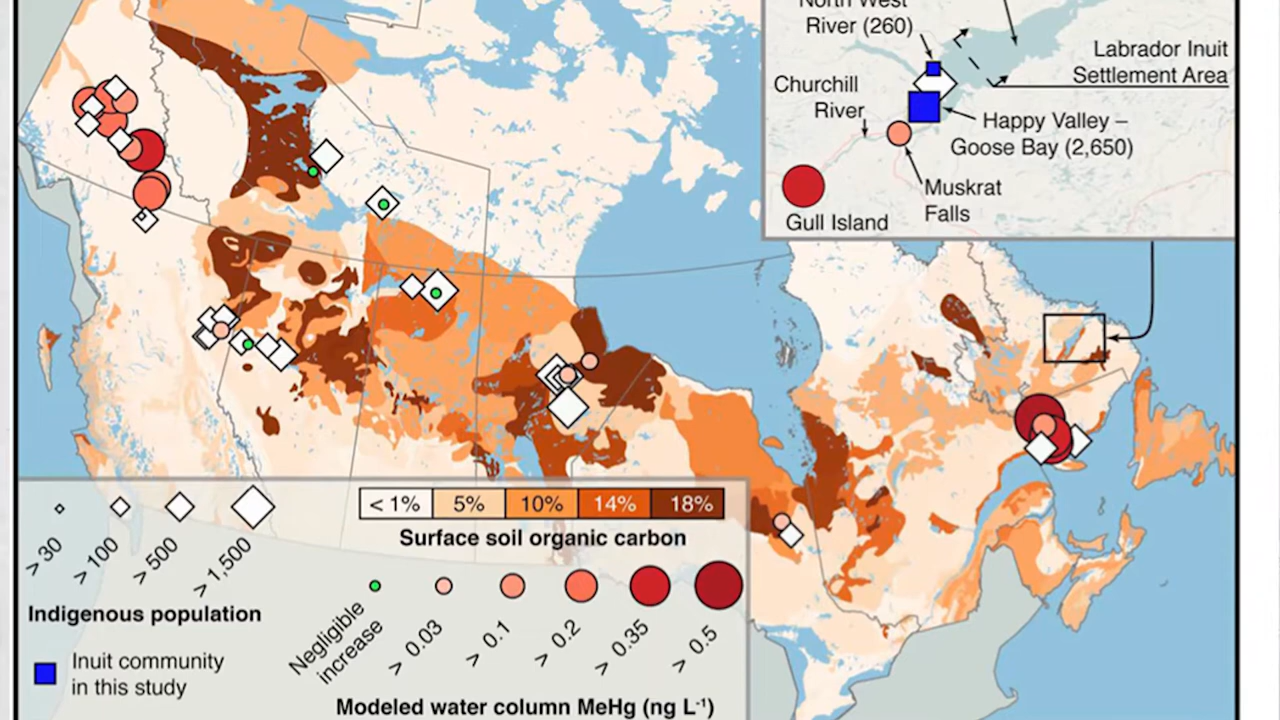 North West
River (260)
Labrador Inuit
Settlement Area
Churchill
River
Happy Valley –
Goose Bay (2,650)
Muskrat
Falls
Gull Island
< 1%
5%
10%
14%
18%
Surface soil organic carbon
> 30
> 100
> 500
> 1,500
Indigenous population
Negligible
increase
> 0.03
> 0.1
> 0.2
> 0.35
> 0.5
Inuit community
in this study
Modeled water column MeHg (ng L⁻¹)